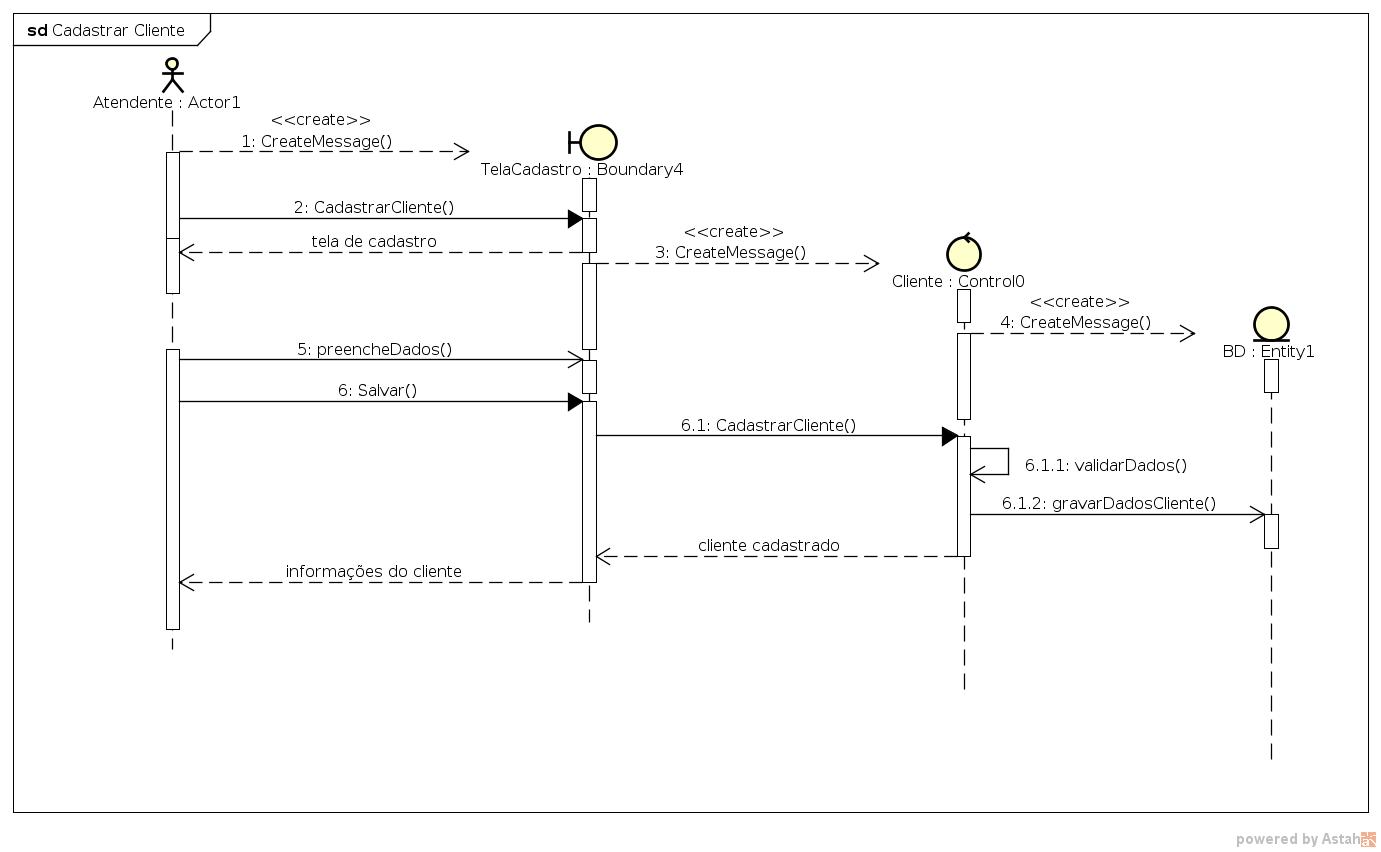 sd Cadastrar Cliente
Atendente : Actor1
<<create>>
1: CreateMessage()
TelaCadastro : Boundary4
2: CadastrarCliente()
tela de cadastro
<<create>>
3: CreateMessage()
Cliente : Control0
<<create>>
4: CreateMessage()
BD : Entity1
5: preencheDados()
6: Salvar()
6.1: CadastrarCliente()
6.1.1: validarDados()
6.1.2: gravarDadosCliente()
cliente cadastrado
informações do cliente
powered by Astah